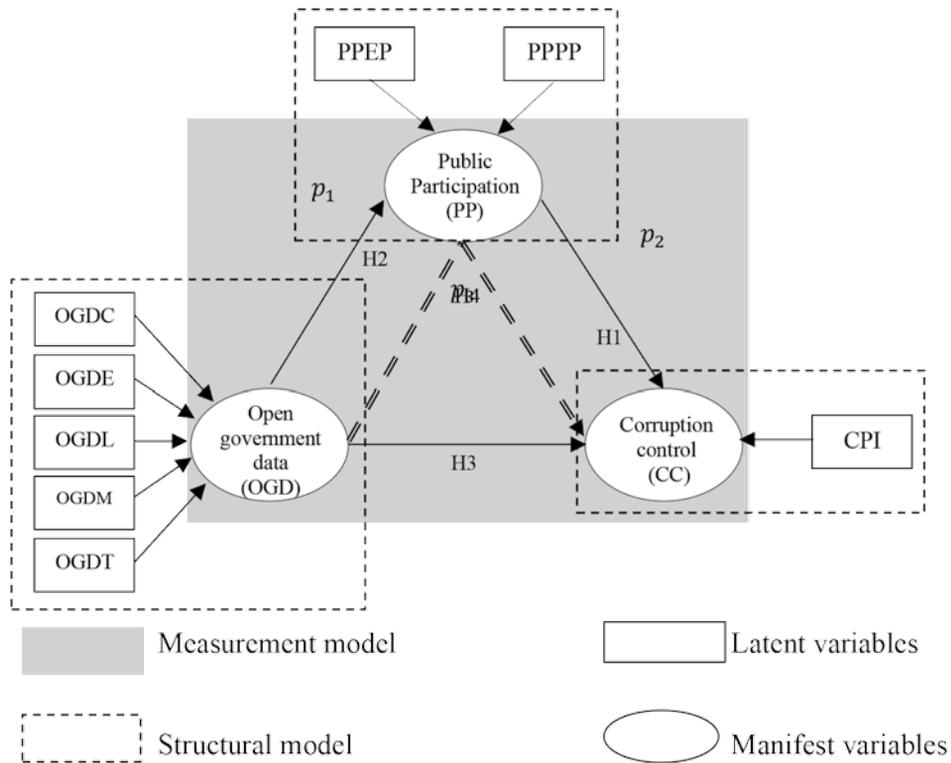 PPEP
PPPP
Public
Participation
(PP)
p₁
p₂
H2
H4
H1
OGDC
OGDE
OGDL
OGDM
OGDT
Open
government
data
(OGD)
H3
Corruption
control
(CC)
CPI
Measurement model
Latent variables
Structural model
Manifest variables